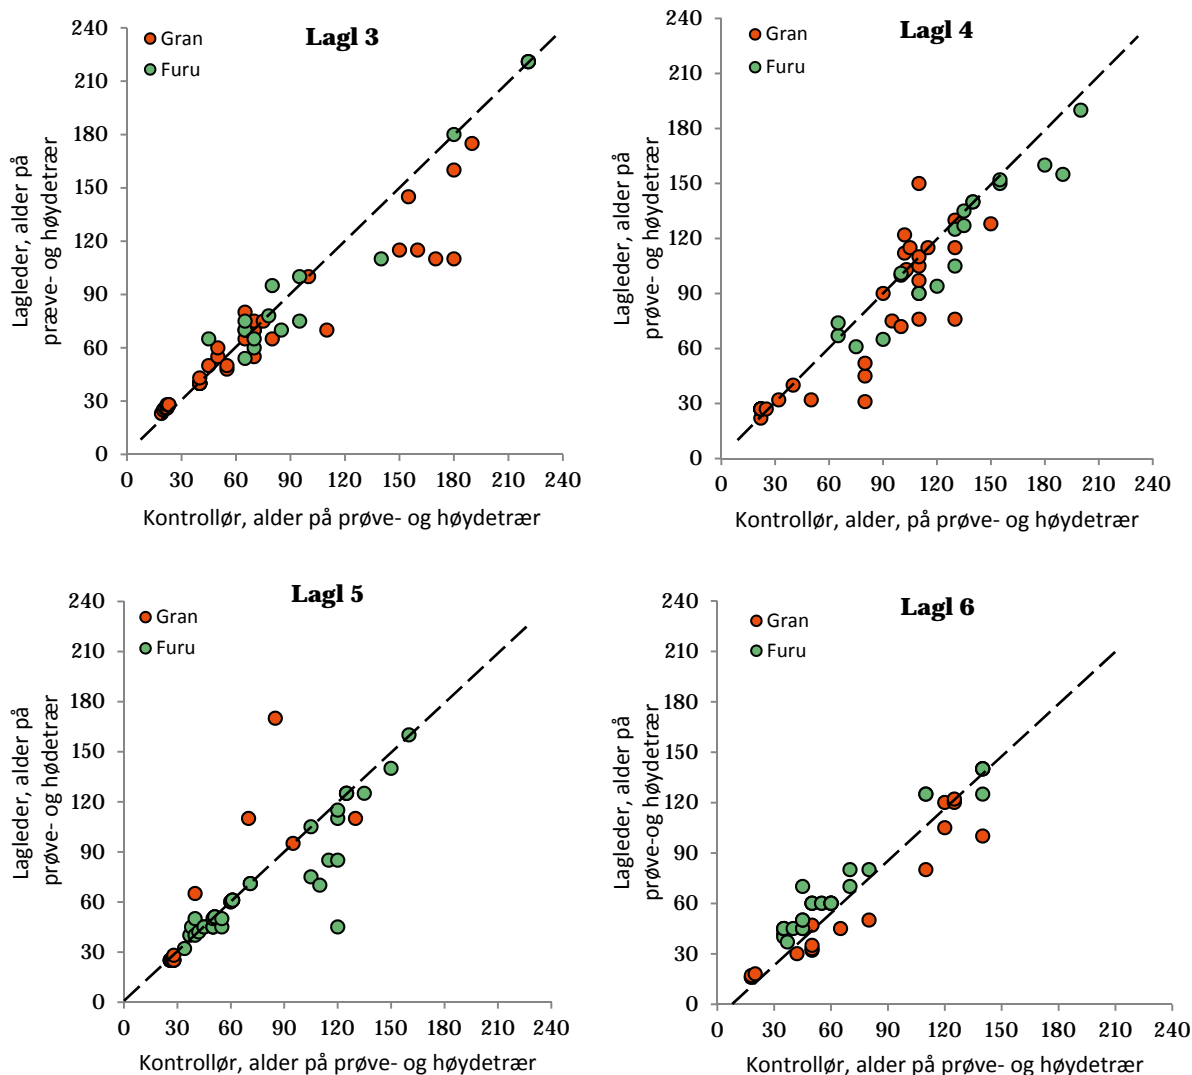 Lagl 3
Gran
Furu
Lagleder, alder på
præve- og høydetrær
240
210
180
150
120
90
60
30
0
0 30 60 90 120 150 180 210 240
Kontrollør, alder på prøve- og høydetrær
Lagl 4
Gran
Furu
Lagleder, alder på
prøve- og høydetrær
240
210
180
150
120
90
60
30
0
0 30 60 90 120 150 180 210 240
Kontrollør, alder, på prøve- og høydetrær
Lagl 5
Gran
Furu
Lagleder, alder på
prøve- og hødetrær
240
210
180
150
120
90
60
30
0
0 30 60 90 120 150 180 210 240
Kontrollør, alder på prøve- og høydetrær
Lagl 6
Gran
Furu
Lagleder, alder på
prøve-og høydetrær
240
210
180
150
120
90
60
30
0
0 30 60 90 120 150 180 210 240
Kontrollør, alder på prøve- og høydetrær